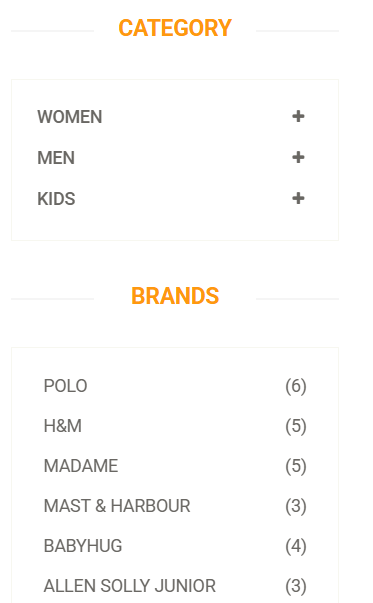 CATEGORY
WOMEN +
MEN +
KIDS +
BRANDS
POLO (6)
H&M (5)
MADAME (5)
MAST & HARBOUR (3)
BABYHUG (4)
ALLEN SOLLY JUNIOR (3)